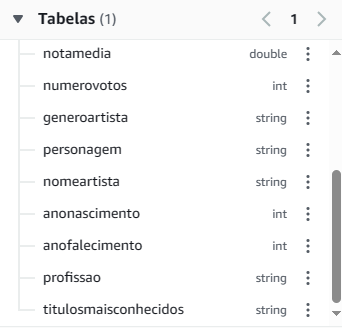 Tabelas (1) 1
notamedia double
numerovotos int
generoartista string
personagem string
nomeartista string
anonascimento int
anofalecimento int
profissao string
titulosmaisconhecidos string